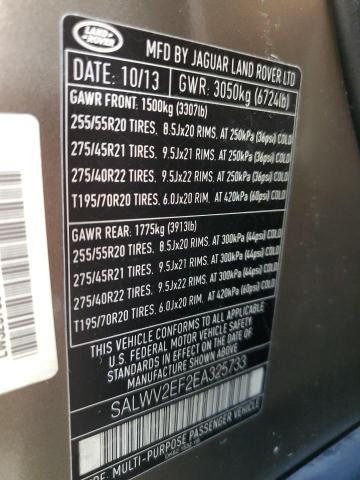 LAND ROVER
MFD BY JAGUAR LAND ROVER LTD
DATE: 10/13 GWR: 3050kg (6724lb)
GAWR FRONT: 1500kg (3307lb)
255/55R20 TIRES, 8.5Jx20 RIMS, AT 250kPa (36psi) COLD
275/45R21 TIRES, 9.5Jx21 RIMS, AT 250kPa (36psi) COLD
275/40R22 TIRES, 9.5Jx22 RIMS, AT 250kPa (36psi) COLD
T195/70R20 TIRES, 6.0Jx20 RIM, AT 420kPa (60psi) COLD
GAWR REAR: 1775kg (3913lb)
255/55R20 TIRES, 8.5Jx20 RIMS, AT 300kPa (44psi) COLD
275/45R21 TIRES, 9.5Jx21 RIMS, AT 300kPa (44psi) COLD
275/40R22 TIRES, 9.5Jx22 RIMS, AT 300kPa (44psi) COLD
T195/70R20 TIRES, 6.0Jx20 RIM, AT 420kPa (60psi) COLD
THIS VEHICLE CONFORMS TO ALL APPLICABLE
U.S. FEDERAL MOTOR VEHICLE SAFETY
STANDARDS IN EFFECT ON THE DATE OF
MANUFACTURE SHOWN ABOVE.
SALWV2EF2EA325733
TYPE: MULTI-PURPOSE PASSENGER VEHICLE